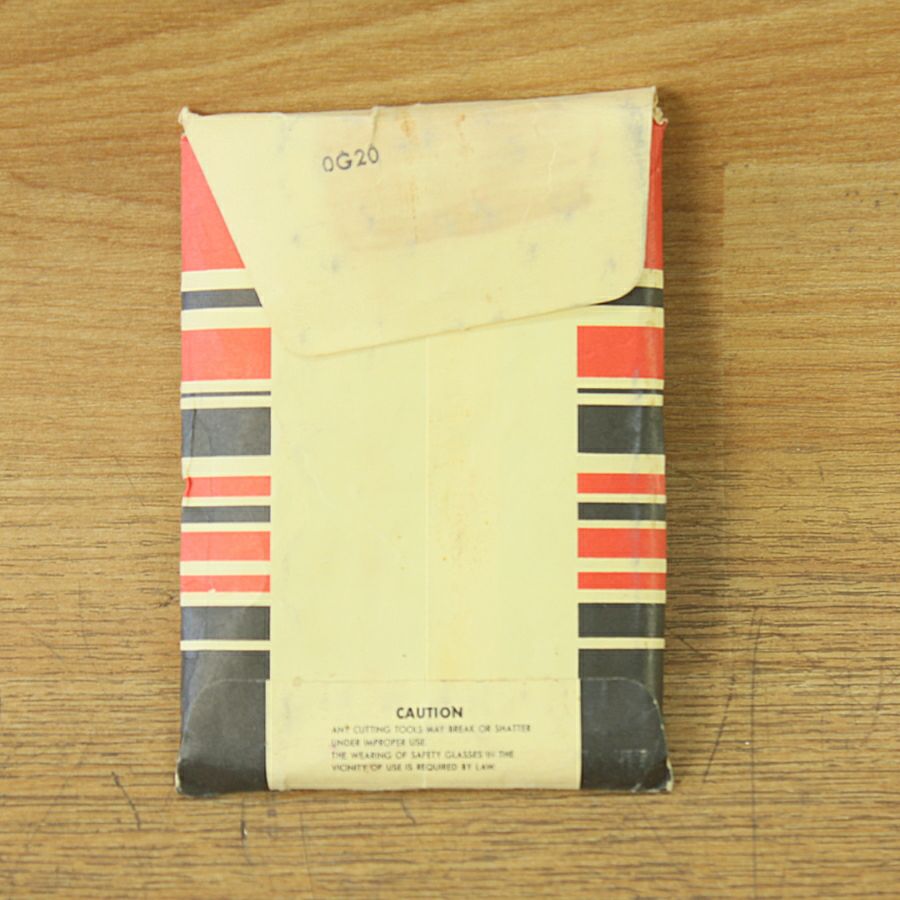 0G20
CAUTION
ANY CUTTING TOOLS MAY BREAK OR SHATTER
UNDER IMPROPER USE.
THE WEARING OF SAFETY GLASSES IN THE
VICINITY OF USE IS REQUIRED BY LAW.